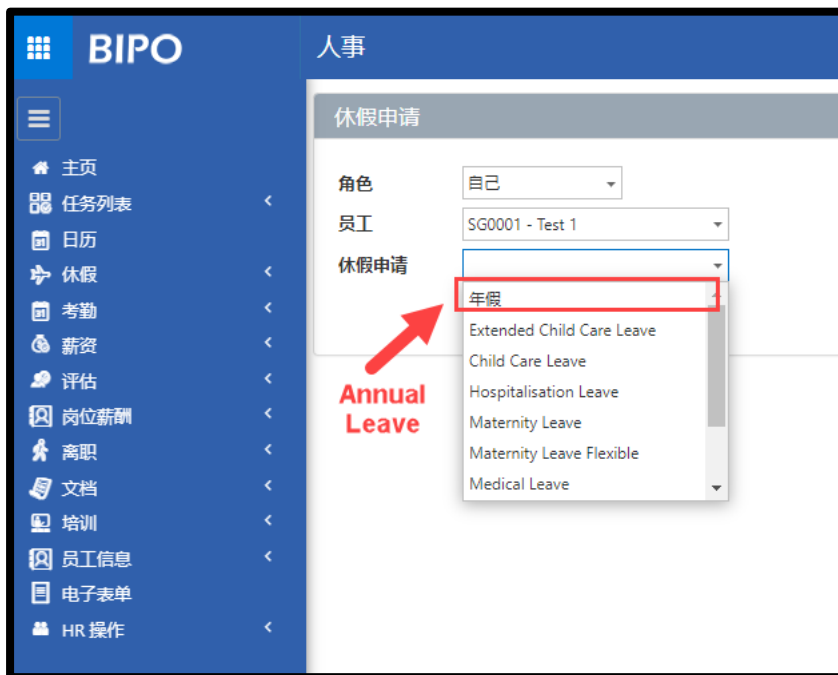 BIPO
人事
休假申请
主页
任务列表
日历
休假
考勤
薪资
评估
岗位薪酬
离职
文档
培训
员工信息
电子表单
HR 操作
角色
自己
员工
SG0001 - Test 1
休假申请
年假
Extended Child Care Leave
Child Care Leave
Hospitalisation Leave
Maternity Leave
Maternity Leave Flexible
Medical Leave
Annual
Leave